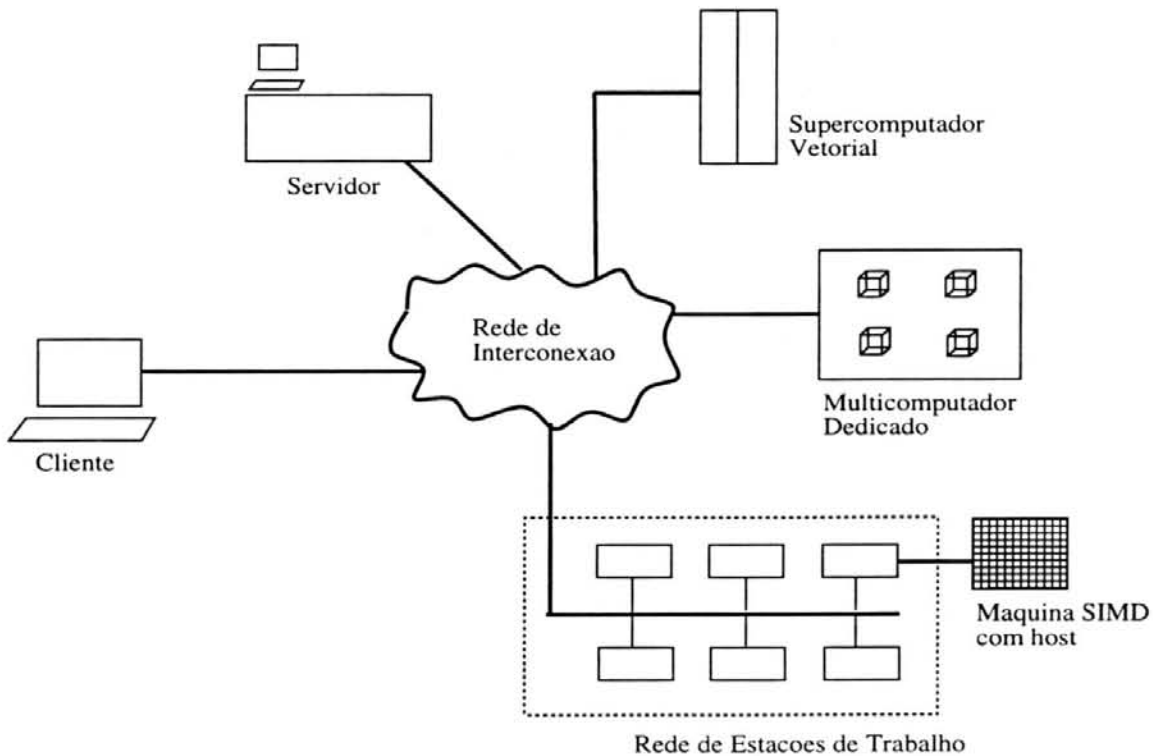 Supercomputador
Vetorial
Servidor
Rede de
Interconexao
Multicomputador
Dedicado
Cliente
Maquina SIMD
com host
Rede de Estacoes de Trabalho